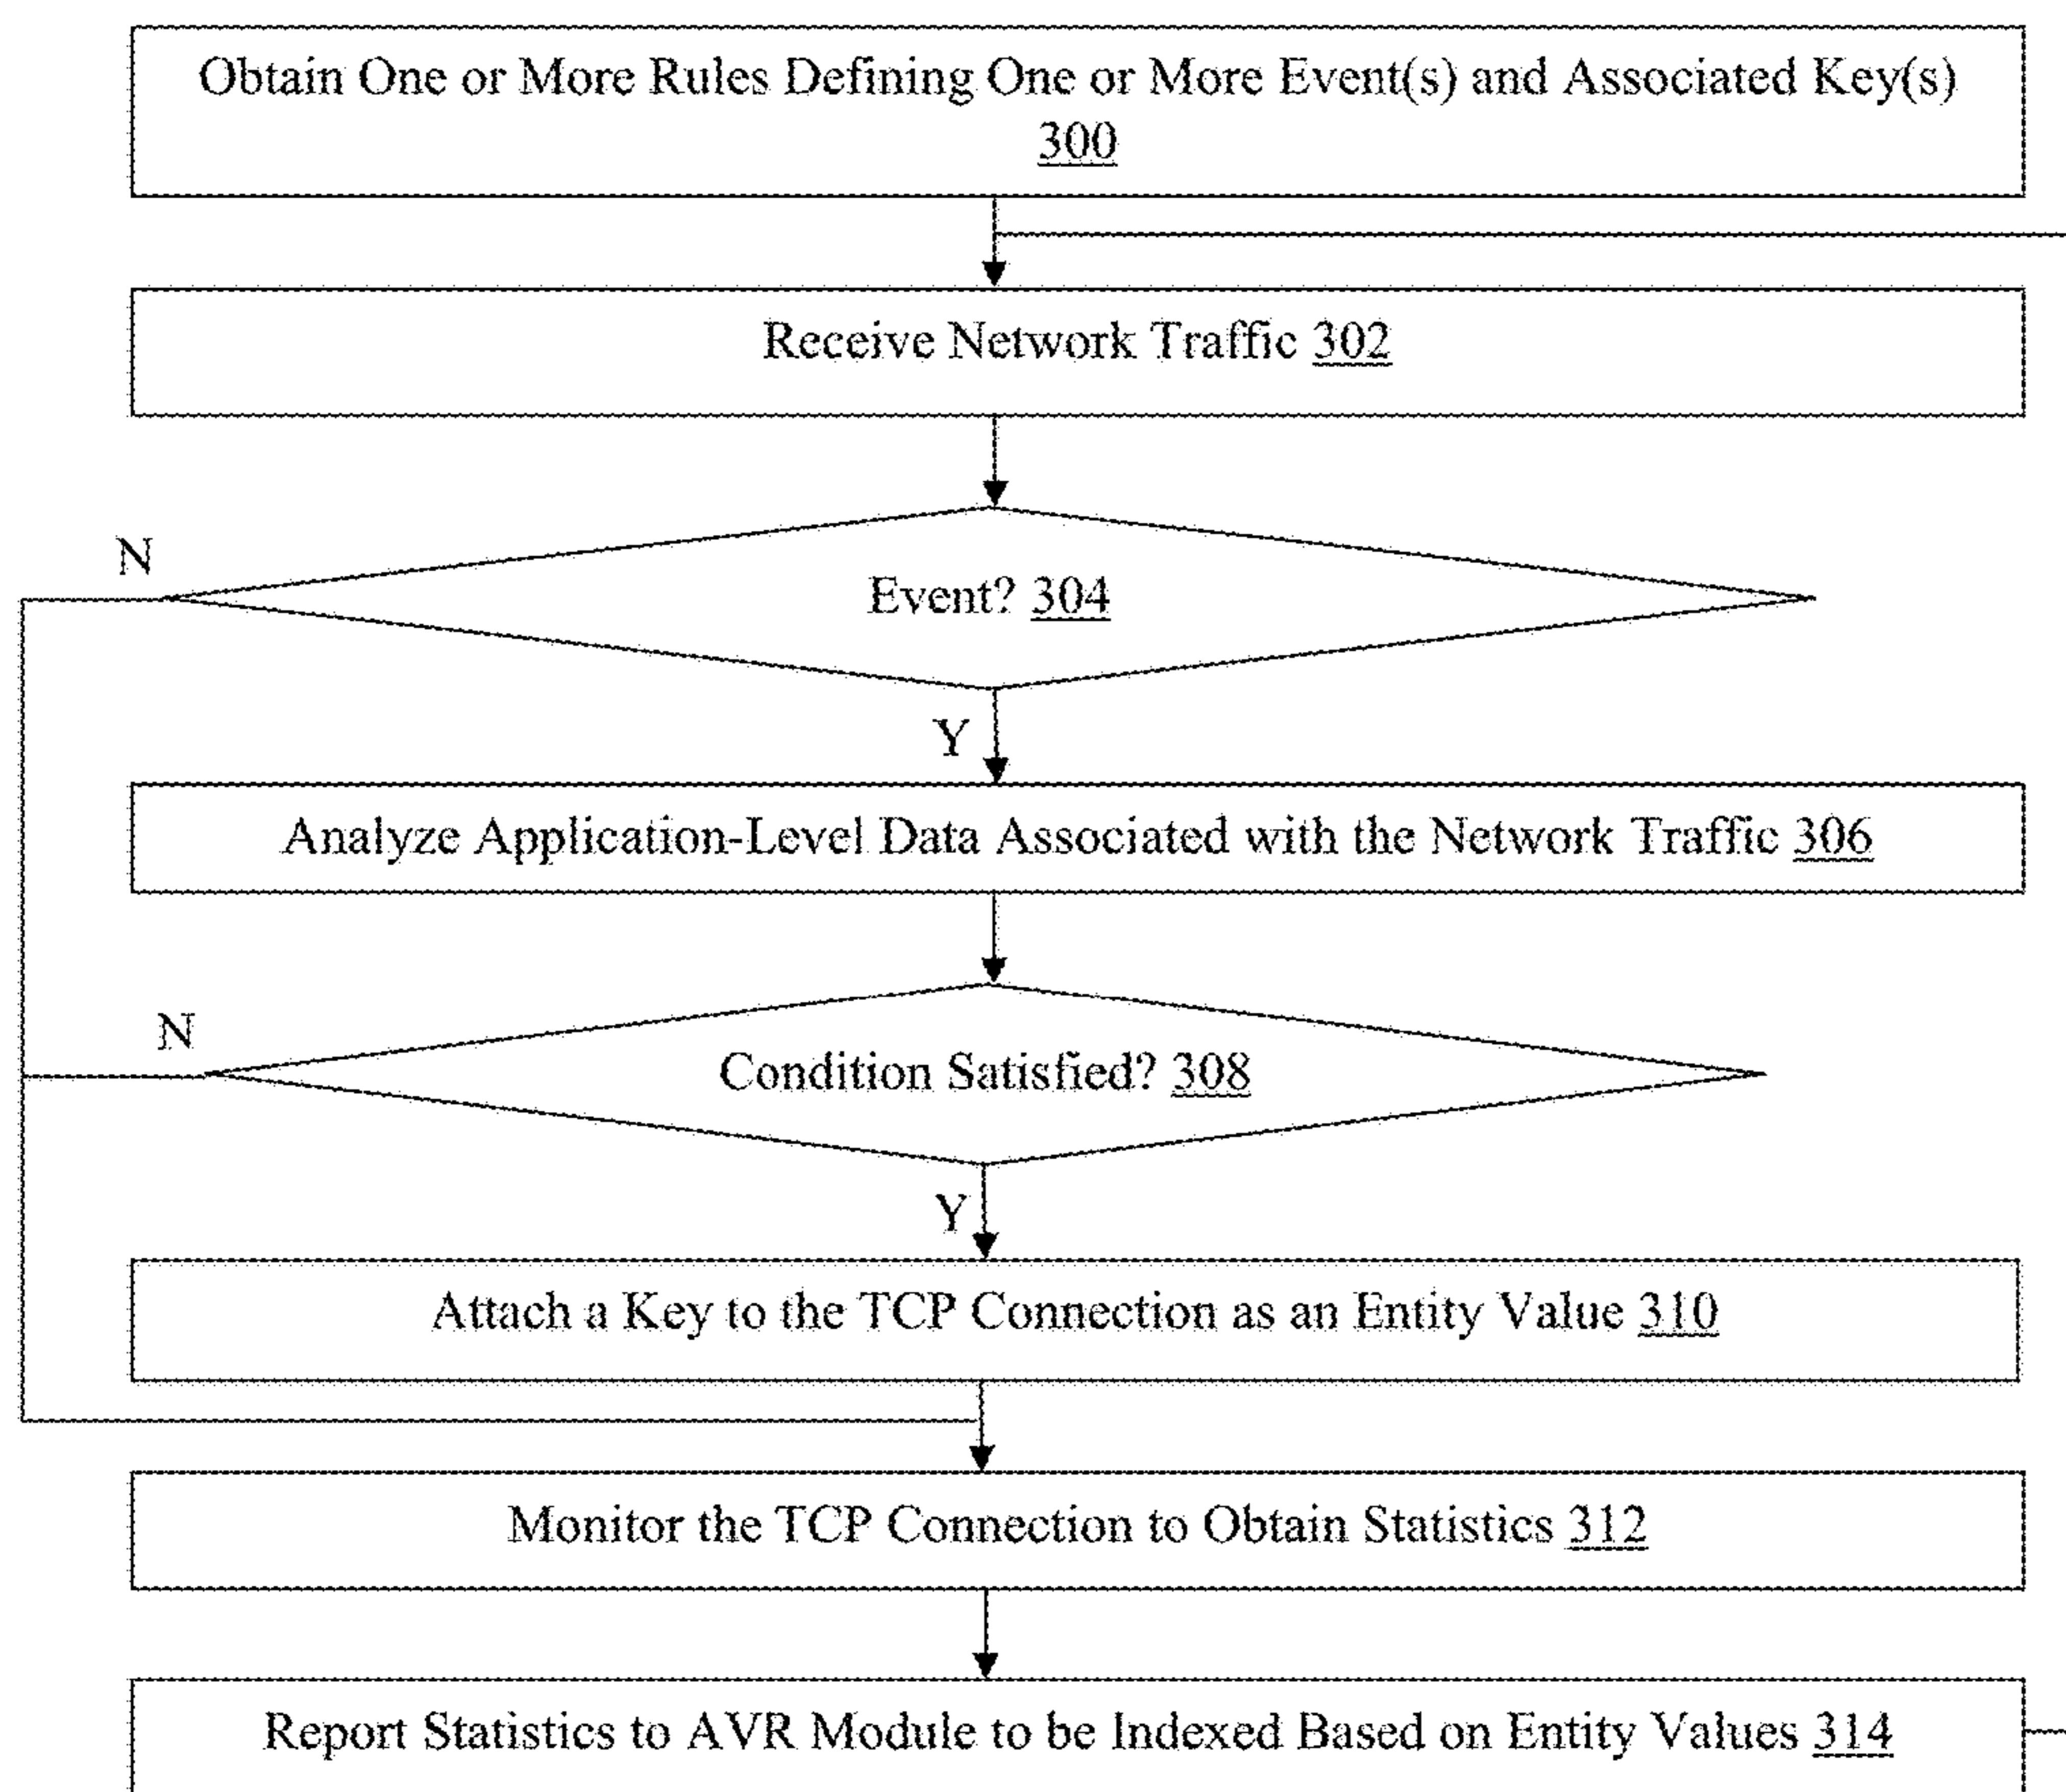 Obtain One or More Rules Defining One or More Event(s) and Associated Key(s)
300
Receive Network Traffic 302
N
Event? 304
Y
Analyze Application-Level Data Associated with the Network Traffic 306
N
Condition Satisfied? 308
Y
Attach a Key to the TCP Connection as an Entity Value 310
Monitor the TCP Connection to Obtain Statistics 312
Report Statistics to AVR Module to be Indexed Based on Entity Values 314